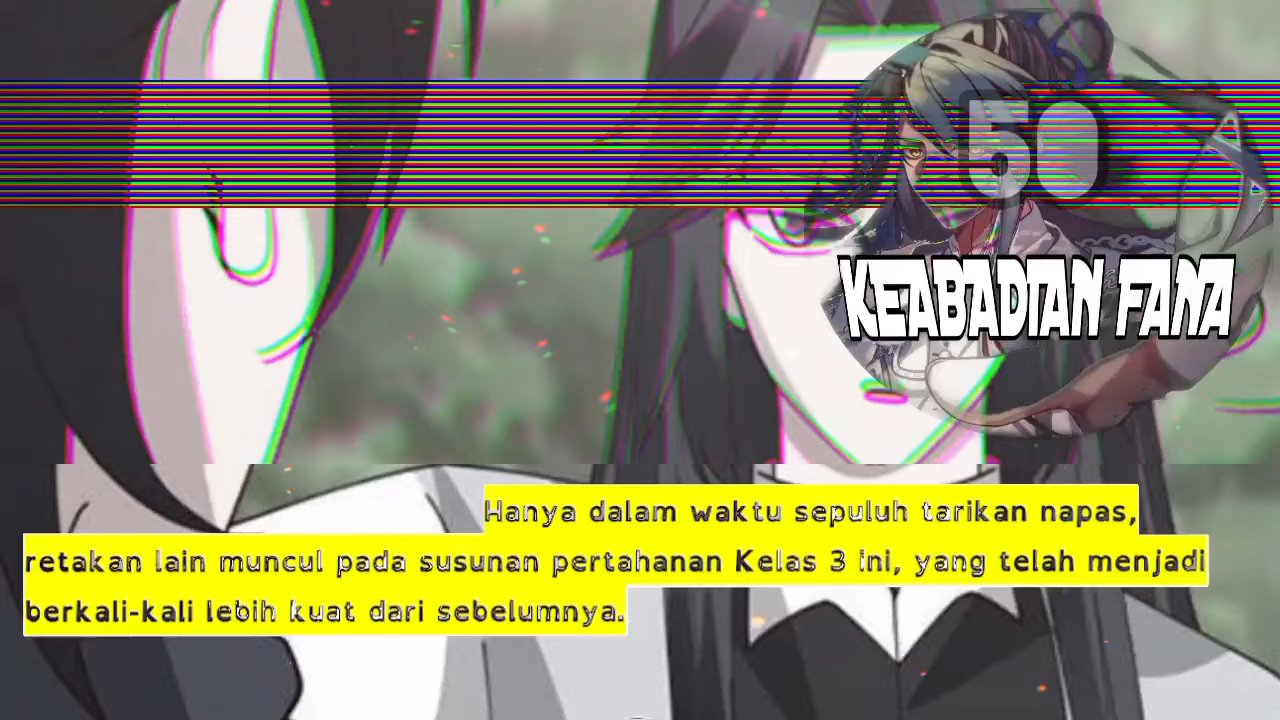 50
KEABADIAN FANA
Hanya dalam waktu sepuluh tarikan napas,
retakan lain muncul pada susunan pertahanan Kelas 3 ini, yang telah menjadi
berkali-kali lebih kuat dari sebelumnya.